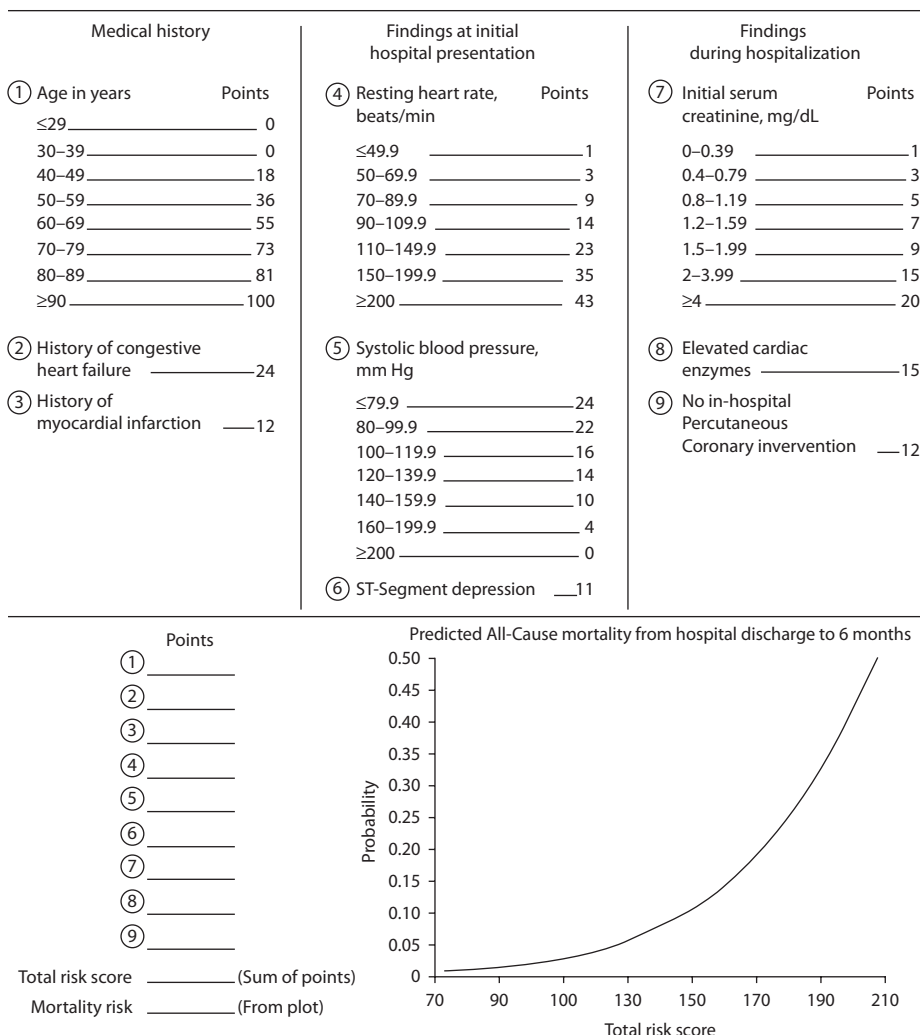 Medical history
① Age in years Points
≤29 0
30–39 0
40–49 18
50–59 36
60–69 55
70–79 73
80–89 81
≥90 100
② History of congestive
heart failure 24
③ History of
myocardial infarction 12
Findings at initial
hospital presentation
④ Resting heart rate, Points
beats/min
≤49.9 1
50–69.9 3
70–89.9 9
90–109.9 14
110–149.9 23
150–199.9 35
≥200 43
⑤ Systolic blood pressure,
mm Hg
≤79.9 24
80–99.9 22
100–119.9 16
120–139.9 14
140–159.9 10
160–199.9 4
≥200 0
⑥ ST-Segment depression 11
Findings
during hospitalization
⑦ Initial serum Points
creatinine, mg/dL
0–0.39 1
0.4–0.79 3
0.8–1.19 5
1.2–1.59 7
1.5–1.99 9
2–3.99 15
≥4 20
⑧ Elevated cardiac
enzymes 15
⑨ No in-hospital
Percutaneous
Coronary invervention 12
Points
①
②
③
④
⑤
⑥
⑦
⑧
⑨
Total risk score (Sum of points)
Mortality risk (From plot)
Predicted All-Cause mortality from hospital discharge to 6 months
Probability
0.50
0.45
0.40
0.35
0.30
0.25
0.20
0.15
0.10
0.05
0
70 90 100 130 150 170 190 210
Total risk score